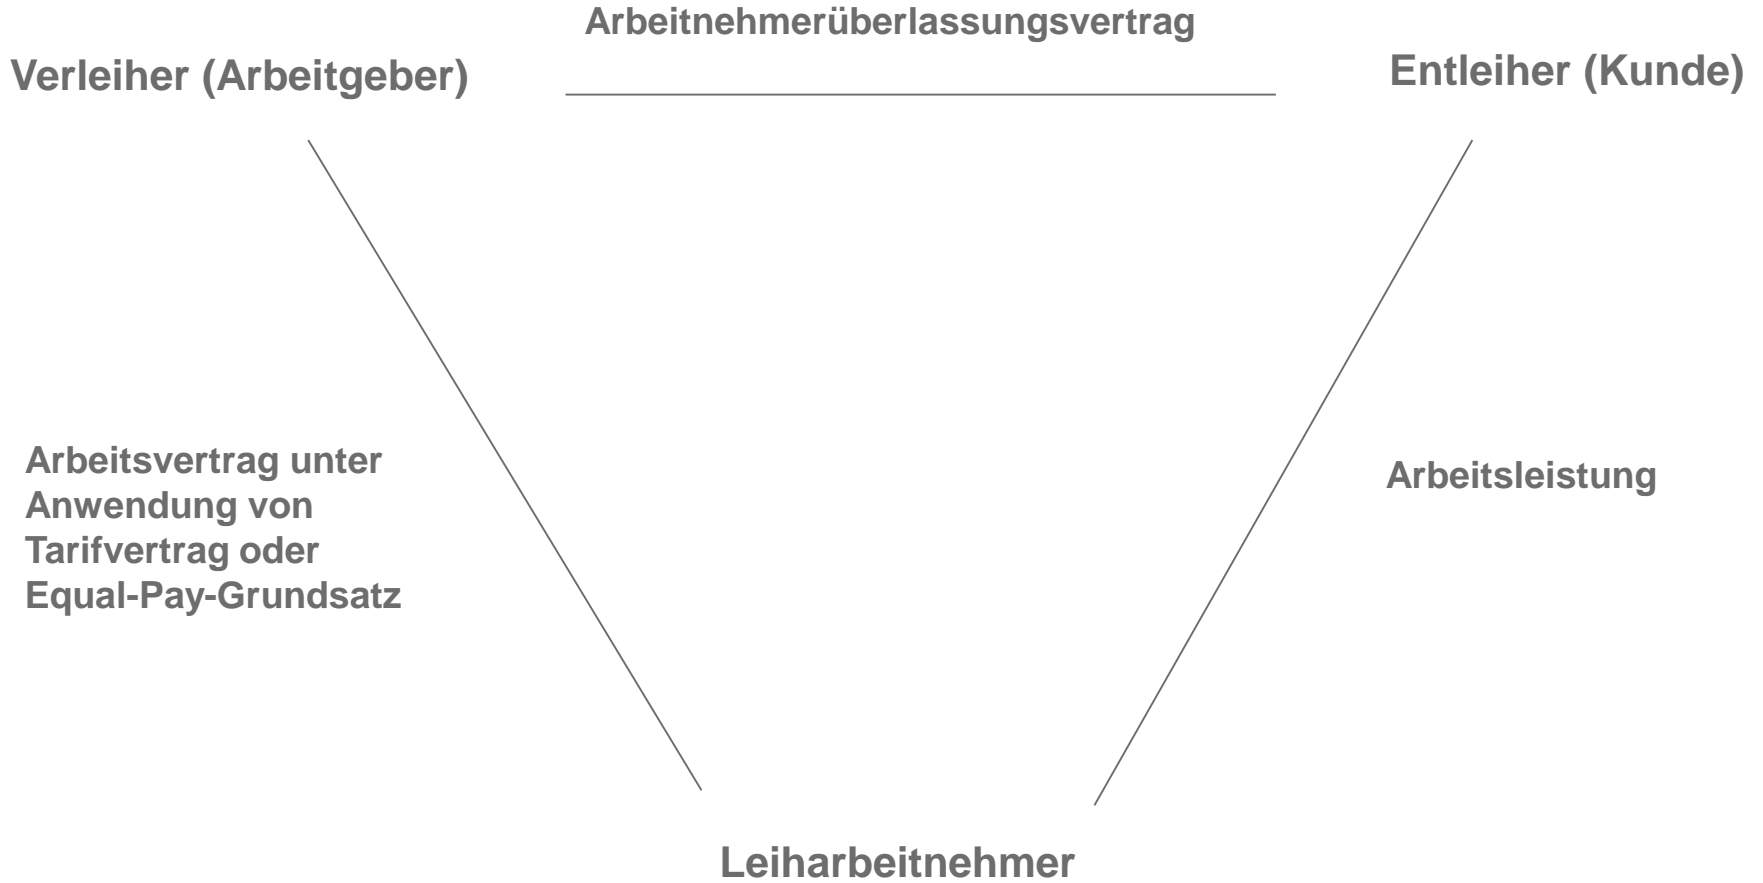 Arbeitnehmerüberlassungsvertrag
Verleiher (Arbeitgeber)
Entleiher (Kunde)
Arbeitsvertrag unter
Anwendung von
Tarifvertrag oder
Equal-Pay-Grundsatz
Arbeitsleistung
Leiharbeitnehmer